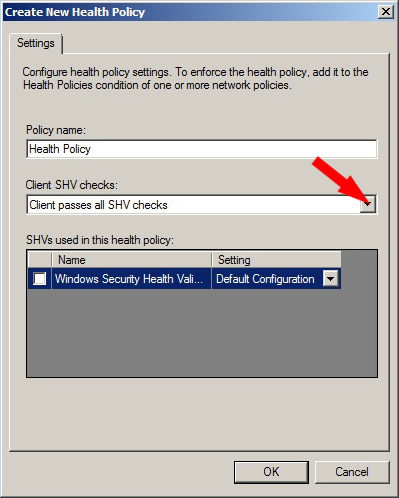 Create New Health Policy
Settings
Configure health policy settings. To enforce the health policy, add it to the
Health Policies condition of one or more network policies.
Policy name:
Health Policy
Client SHV checks:
Client passes all SHV checks
SHVs used in this health policy:
Name Setting
Windows Security Health Vali... Default Configuration
OK Cancel